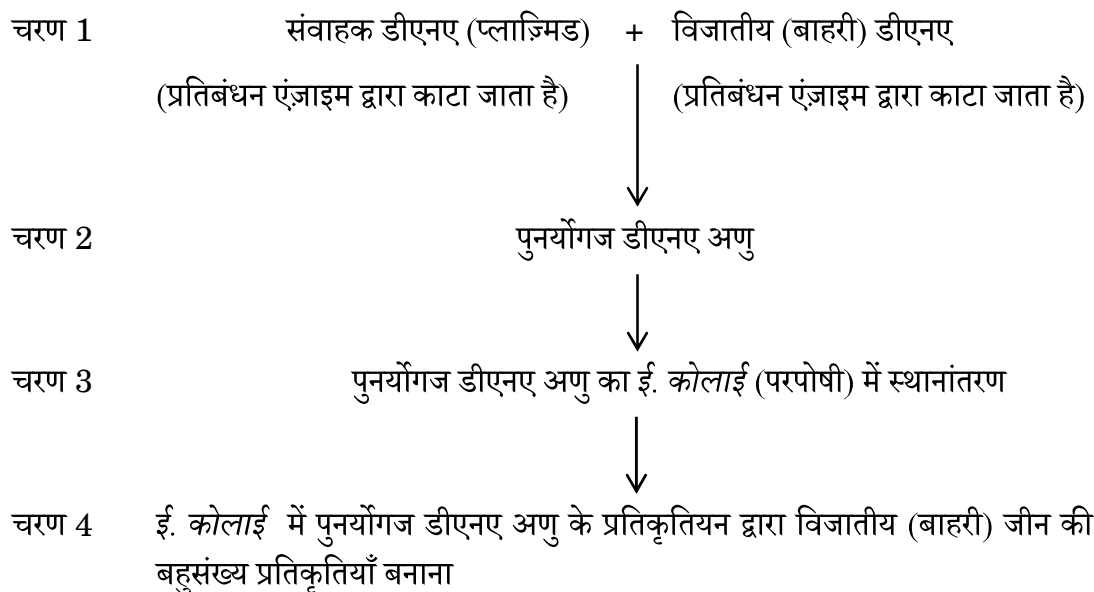 चरण 1 संवाहक डीएनए (प्लाज़्मिड) + विजातीय (बाहरी) डीएनए
(प्रतिबंधन एंज़ाइम द्वारा काटा जाता है) (प्रतिबंधन एंज़ाइम द्वारा काटा जाता है)
चरण 2 पुनर्योगज डीएनए अणु
चरण 3 पुनर्योगज डीएनए अणु का ई. कोलाई (परपोषी) में स्थानांतरण
चरण 4 ई. कोलाई में पुनर्योगज डीएनए अणु के प्रतिकृतियन द्वारा विजातीय (बाहरी) जीन की
बहुसंख्य प्रतिकृतियाँ बनाना